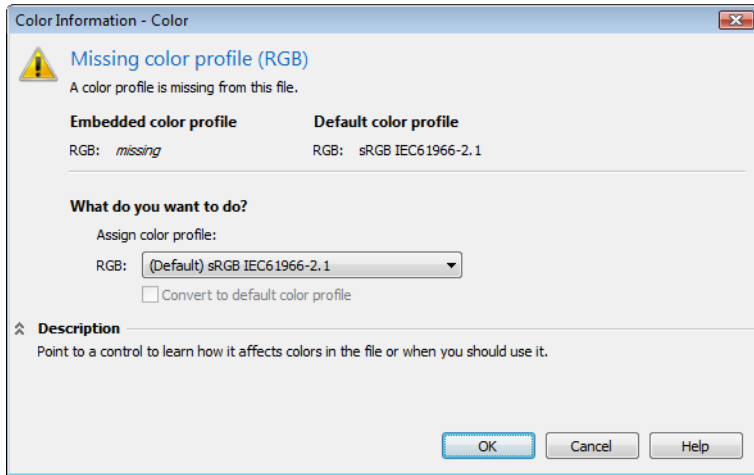 Color Information - Color
Missing color profile (RGB)
A color profile is missing from this file.
Embedded color profile Default color profile
RGB: missing RGB: sRGB IEC61966-2.1
What do you want to do?
Assign color profile:
RGB: (Default) sRGB IEC61966-2.1
Convert to default color profile
Description
Point to a control to learn how it affects colors in the file or when you should use it.
OK Cancel Help